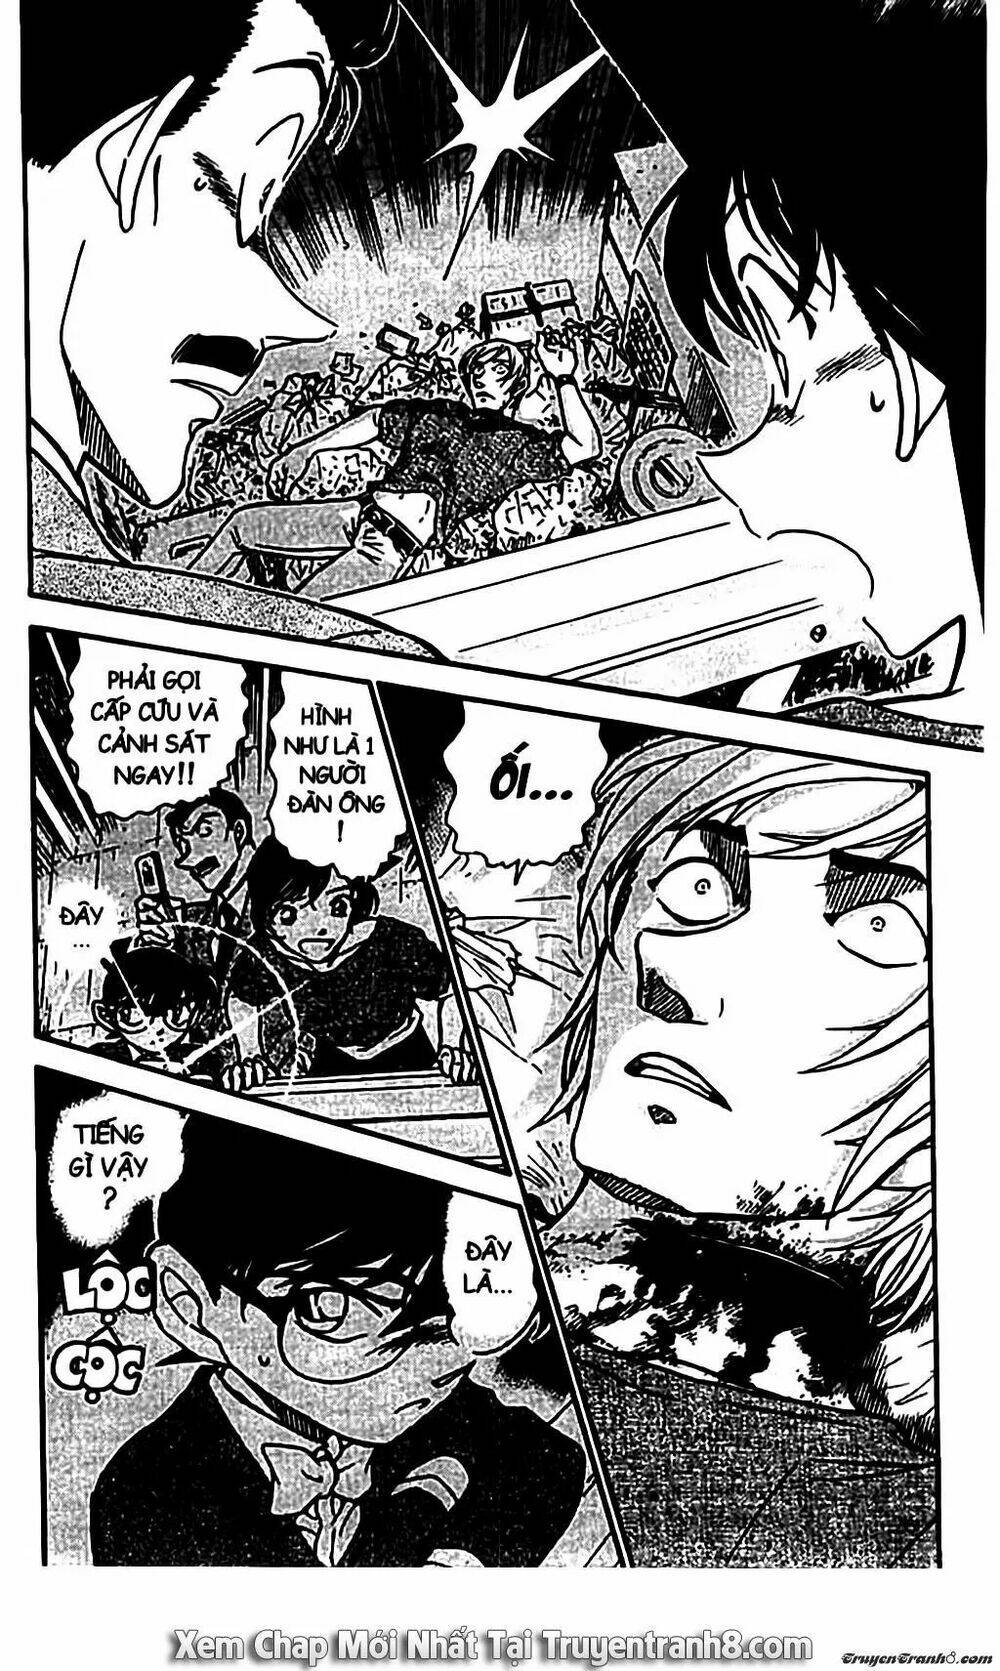 ỐI...
HÌNH
NHƯ LÀ 1
NGƯỜI
ĐÀN ÔNG
!
PHẢI GỌI
CẤP CỨU VÀ
CẢNH SÁT
NGAY!!
ĐÂY
...
TIẾNG
GÌ VẬY
?
LỘC
CỘC
ĐÂY
LÀ...
Xem Chap Mới Nhất Tại Truyentranh8.com
TruyenTranh8.com